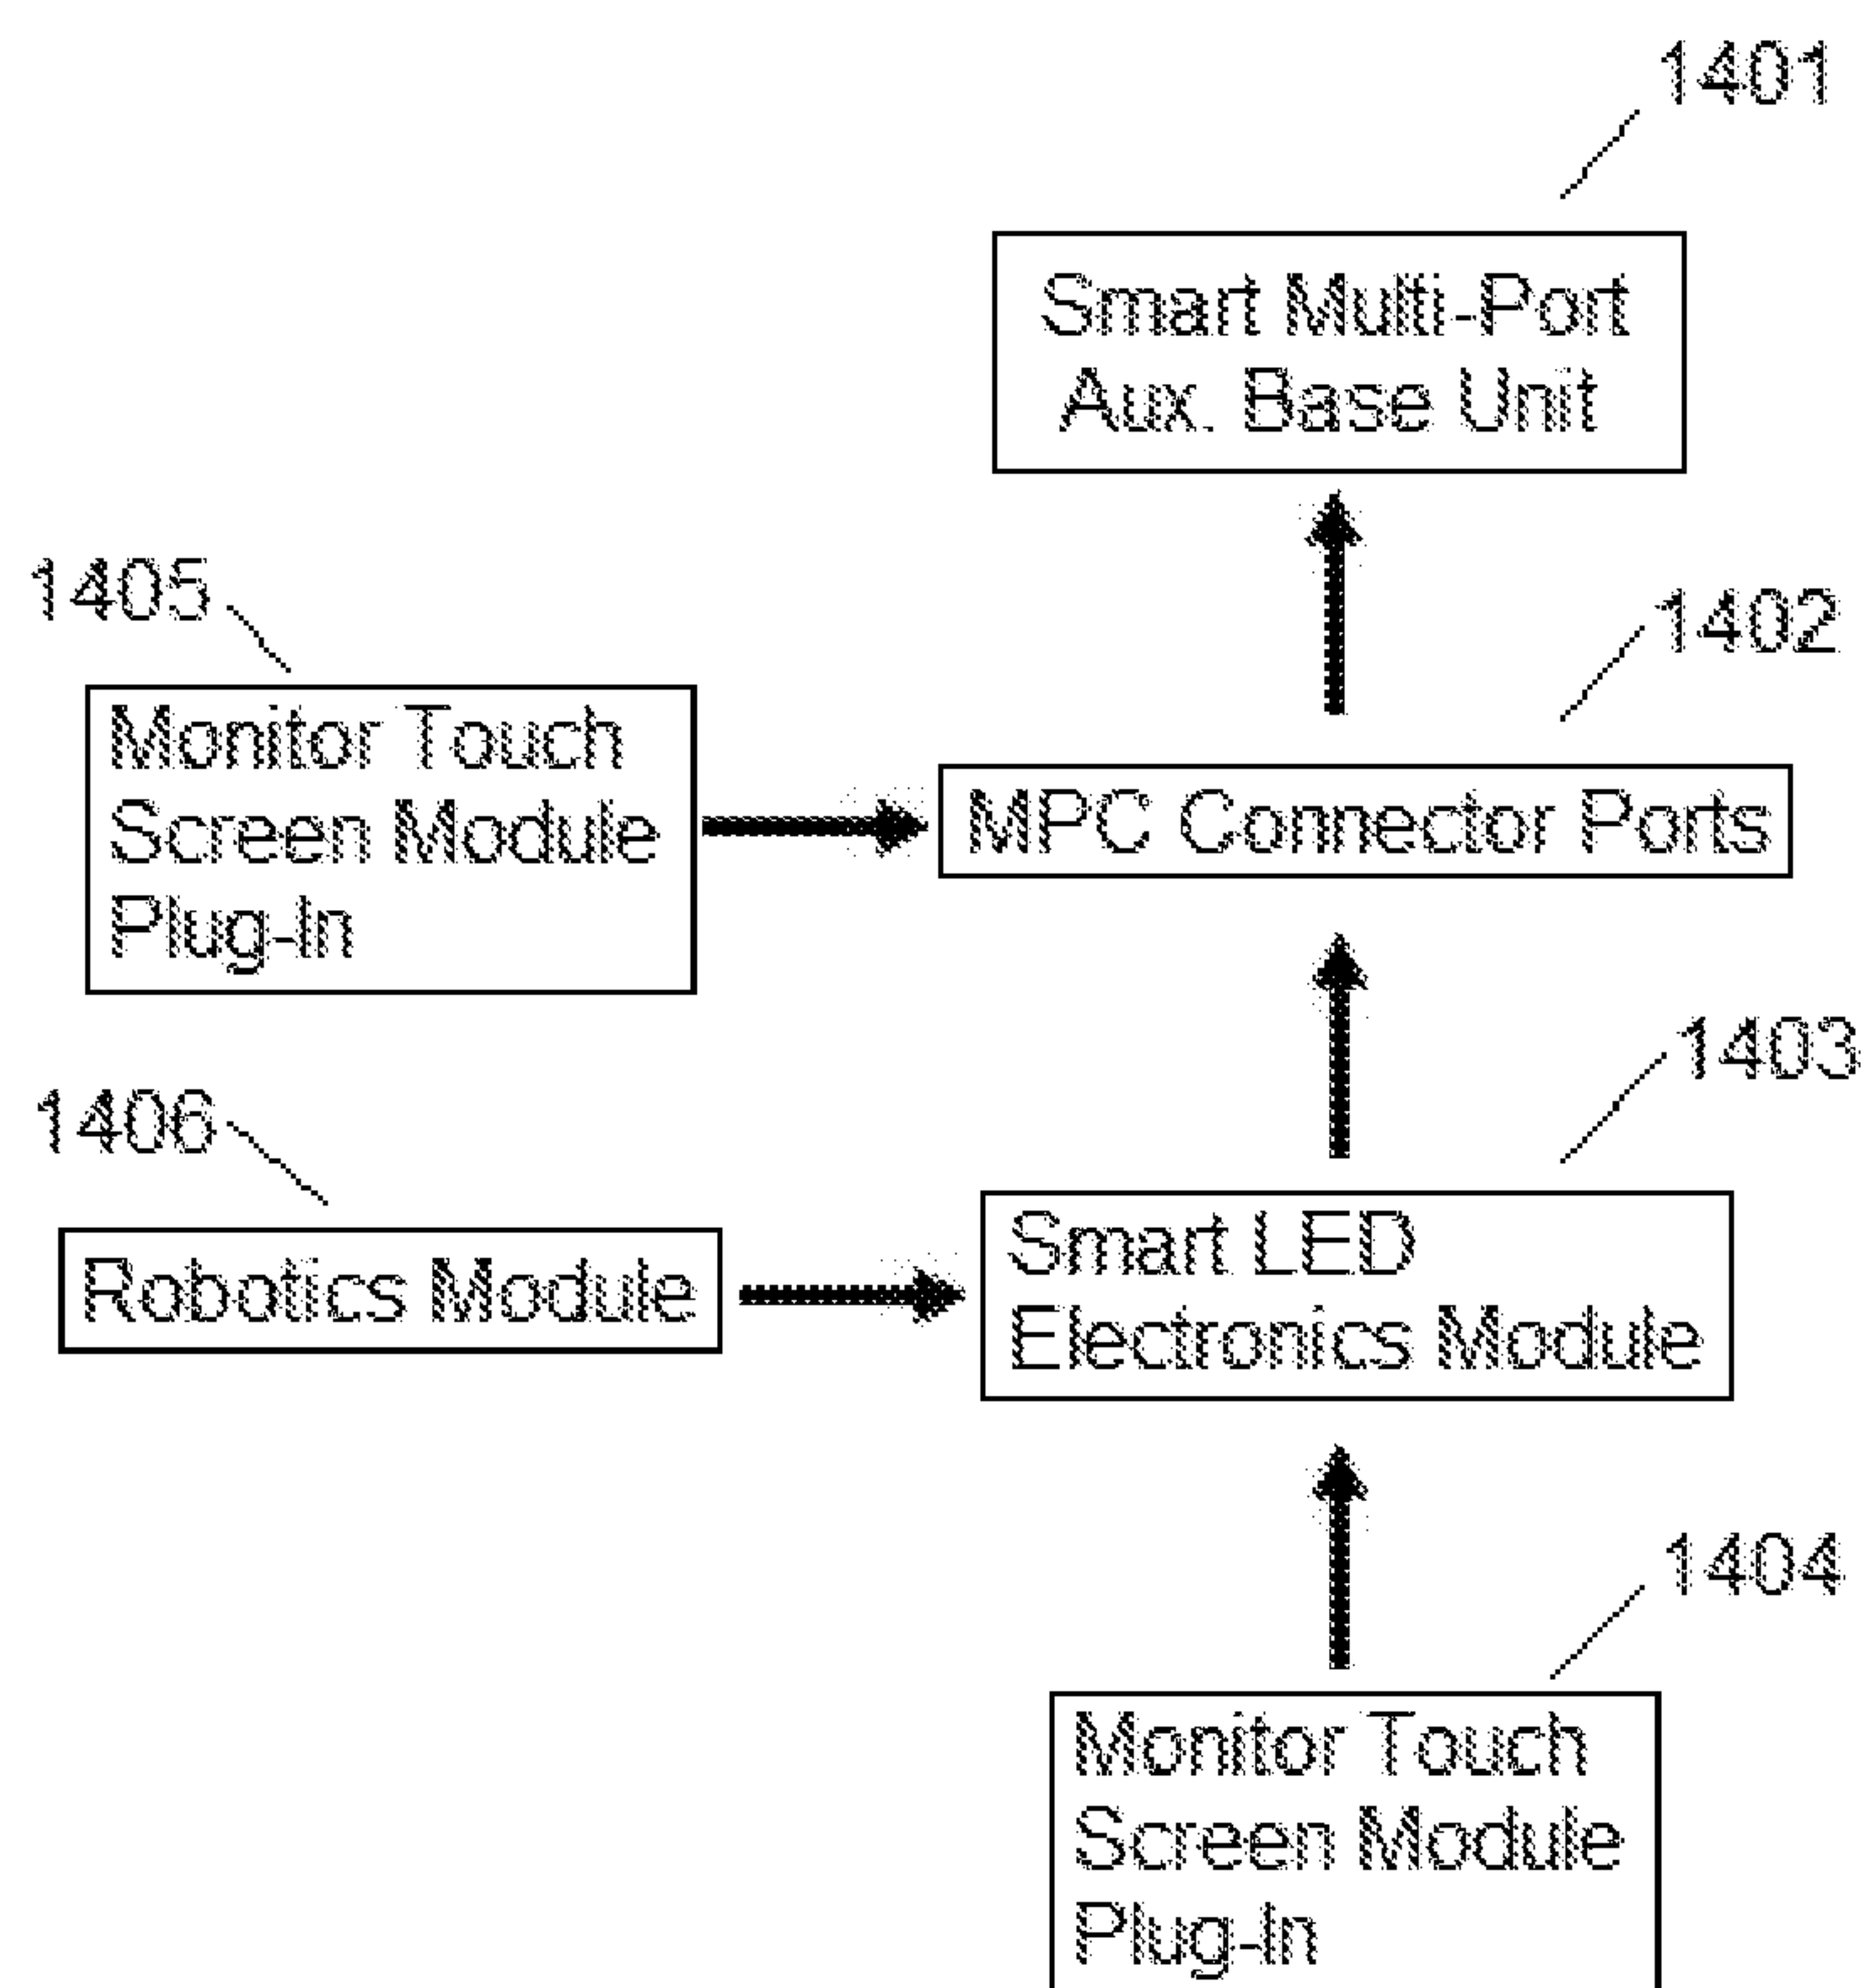 1401
Smart Multi-Port
Aux. Base Unit
1405
1402
Monitor Touch
Screen Module
Plug-In
MPC Connector Ports
1403
1406
Robotics Module
Smart LED
Electronics Module
1404
Monitor Touch
Screen Module
Plug-In